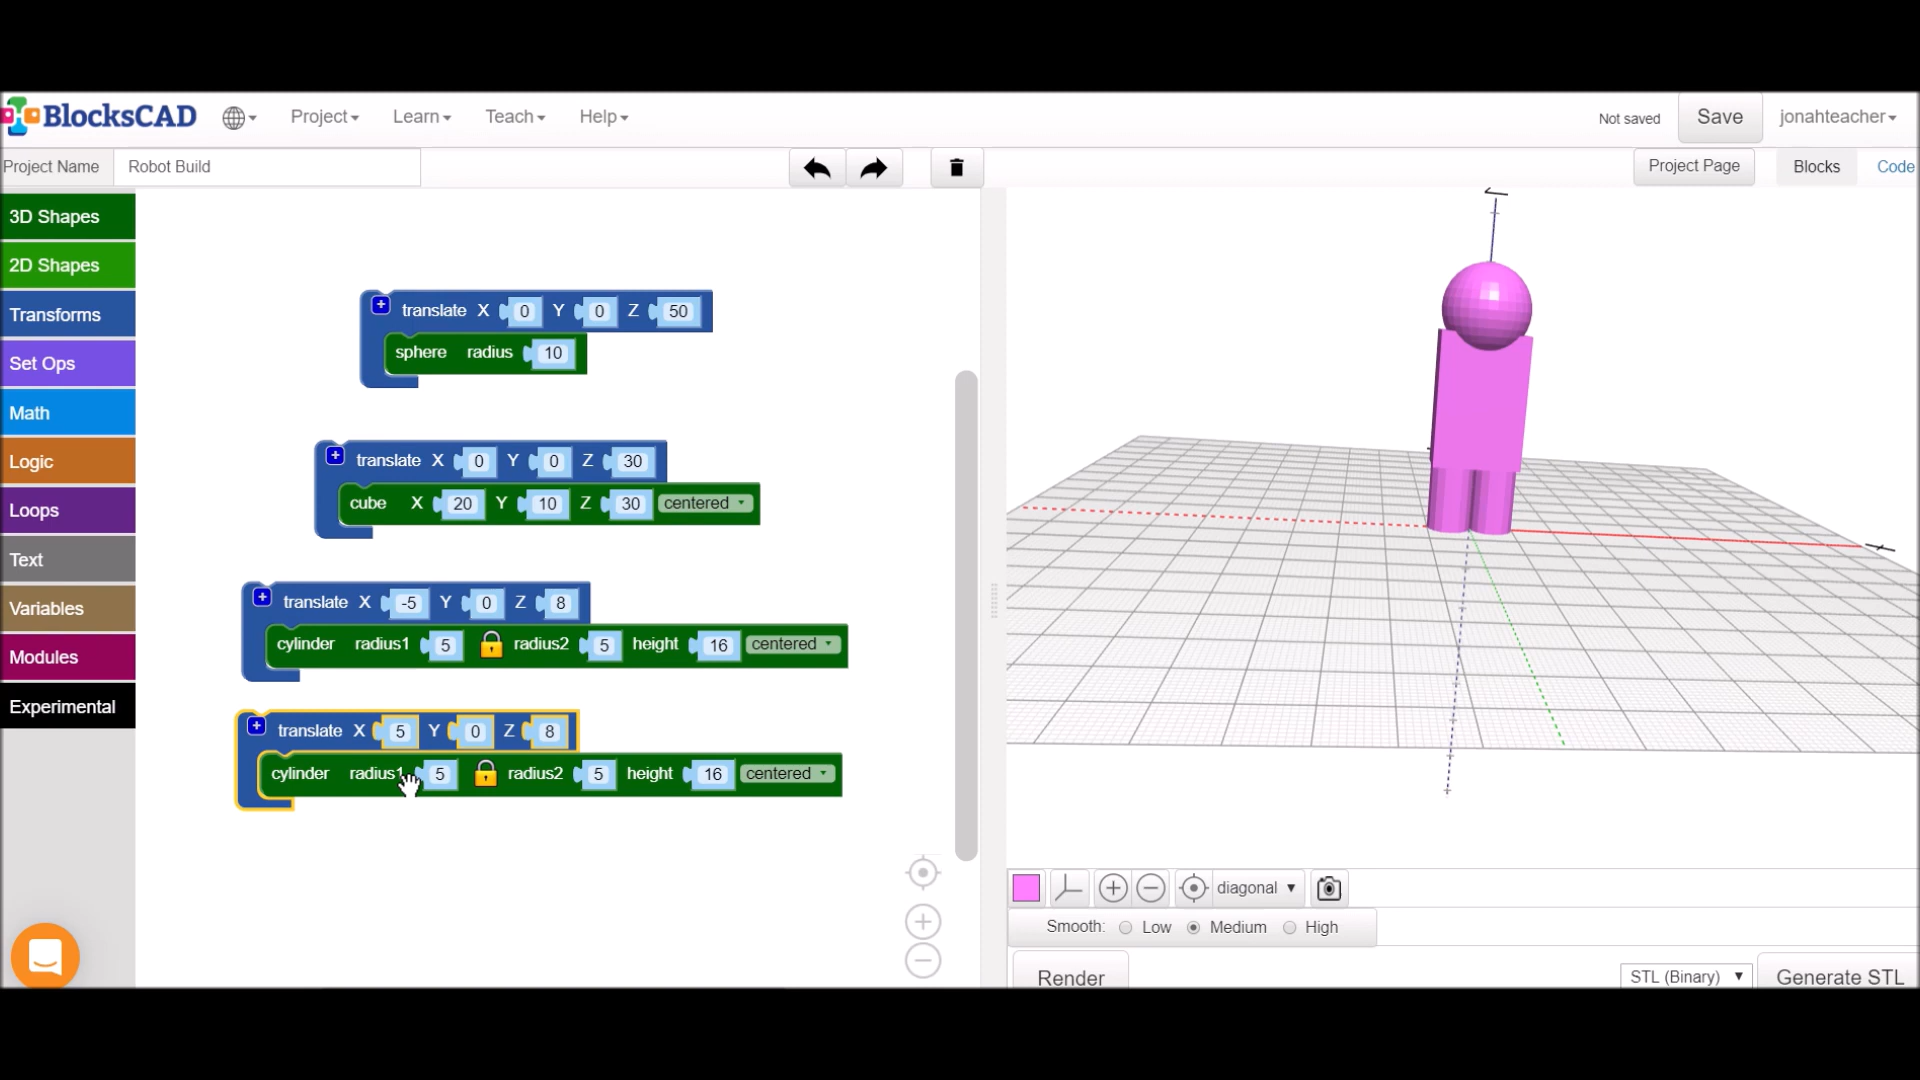 BlocksCAD Project Learn Teach Help Not saved Save jonahteacher
Project Name Robot Build Project Page Blocks Code
3D Shapes
2D Shapes
Transforms
Set Ops
Math
Logic
Loops
Text
Variables
Modules
Experimental
translate X 0 Y 0 Z 50
sphere radius 10
translate X 0 Y 0 Z 30
cube X 20 Y 10 Z 30 centered
translate X -5 Y 0 Z 8
cylinder radius1 5 radius2 5 height 16 centered
translate X 5 Y 0 Z 8
cylinder radius1 5 radius2 5 height 16 centered
diagonal
Smooth: Low Medium High
Render STL (Binary) Generate STL